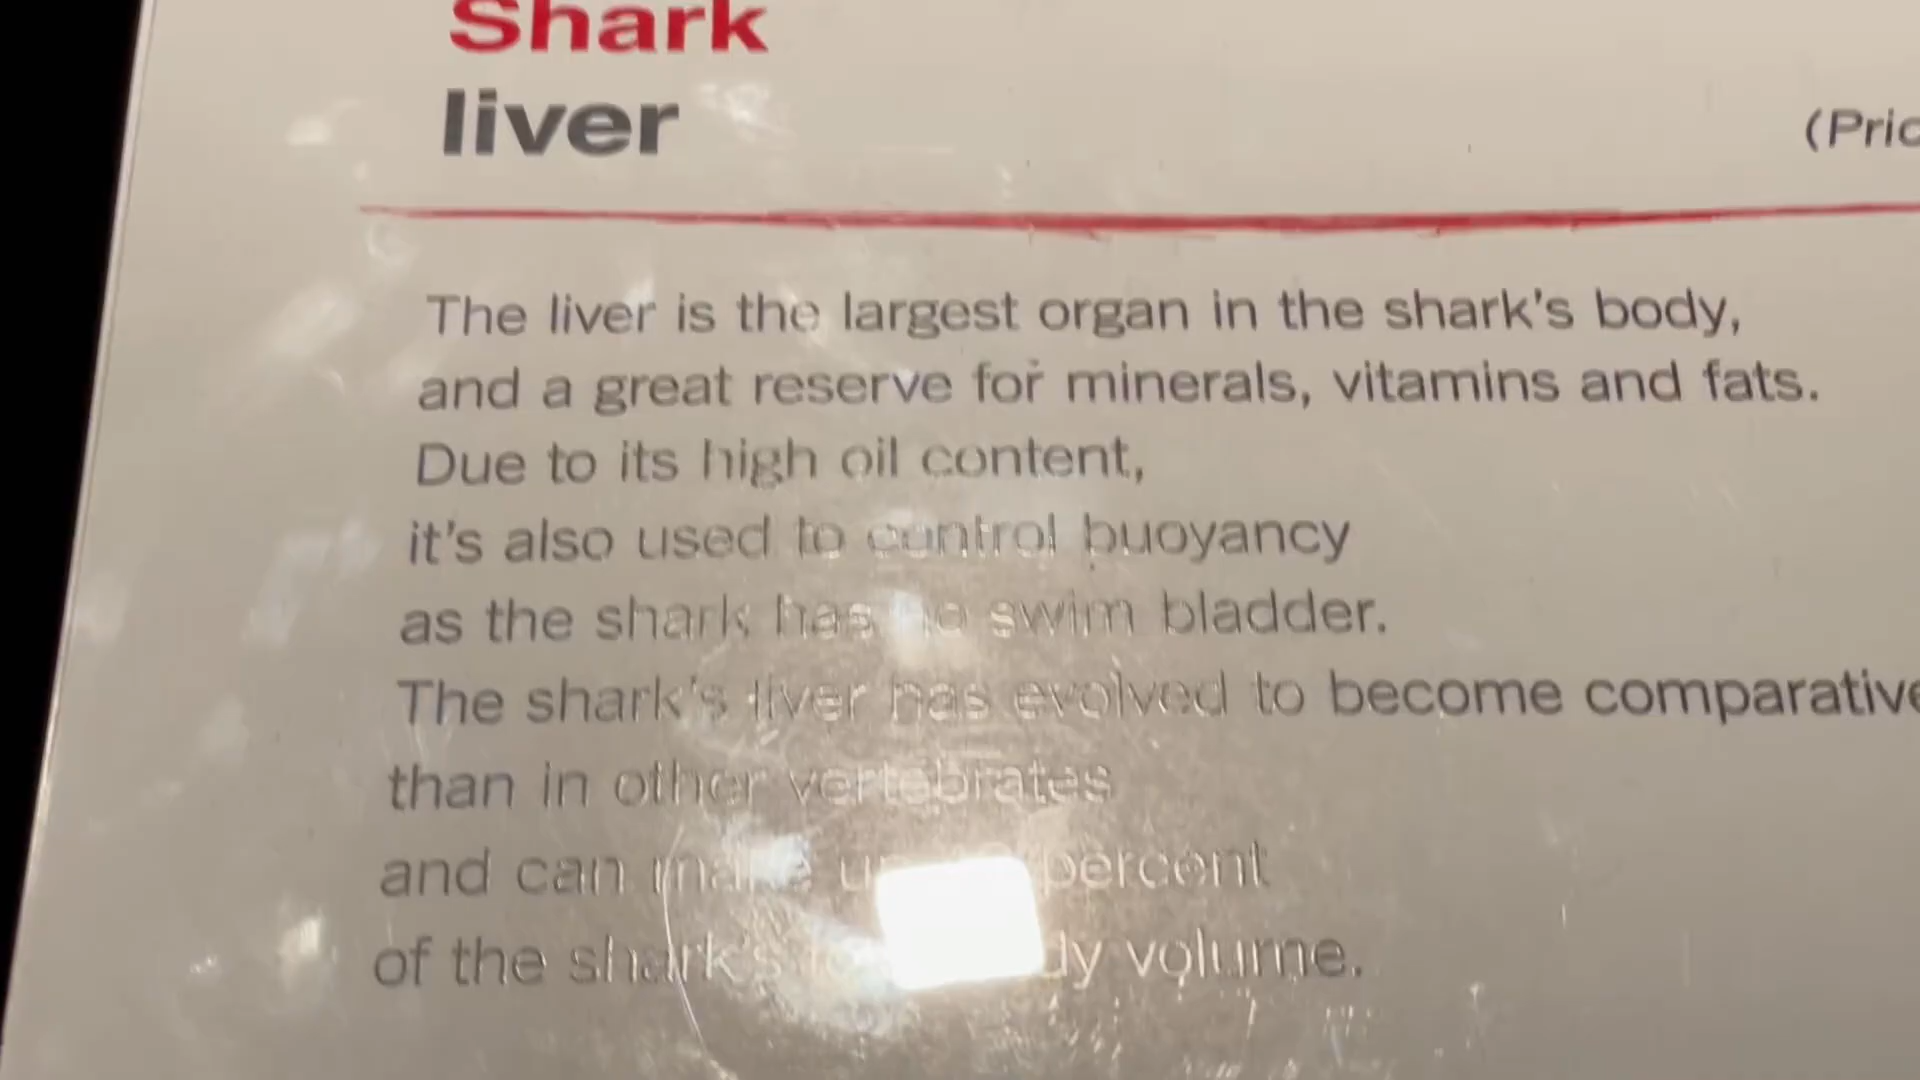 Shark
liver
(Pric
The liver is the largest organ in the shark's body,
and a great reserve for minerals, vitamins and fats.
Due to its high oil content,
it's also used to control buoyancy
as the shark has no swim bladder.
The shark's liver has evolved to become comparative
than in other vertebrates
and can make percent
of the shark's volume.